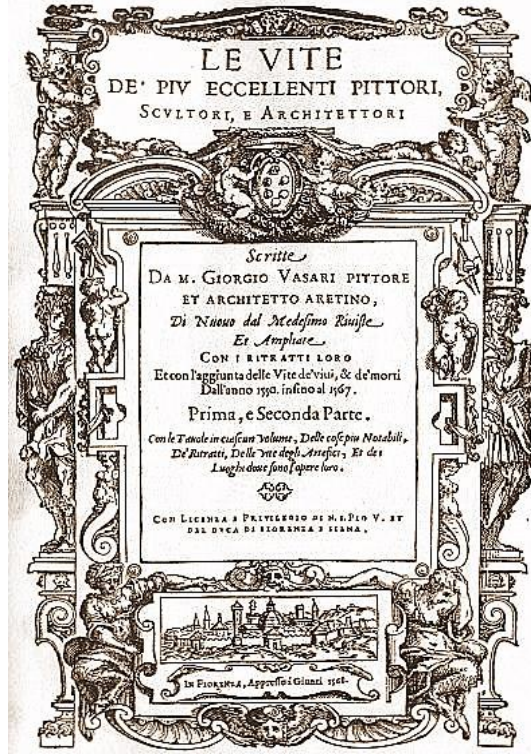 LE VITE
DE' PIV ECCELLENTI PITTORI,
SCVLTORI, E ARCHITETTORI
Scritte
DA M. GIORGIO VASARI PITTORE
ET ARCHITETTO ARETINO,
Di Nuouo dal Medesimo Riuiste
Et Ampliate
CON I RITRATTI LORO
Et con l'aggiunta delle Vite de' viui, & de' morti
Dall'anno 1550. insino al 1567.
Prima, e Seconda Parte.
Con le Tauole in ciascun volume, Delle cose piu Notabili,
De' Ritratti, Delle vite degli Artefici, Et dei
Luoghi doue sono l'opere loro.
CON LICENZA E PRIVILEGIO DI N. S. PIO V. ET
DEL DVCA DI FIORENZA E SIENA.
IN FIORENZA, Appresso i Giunti 1568.